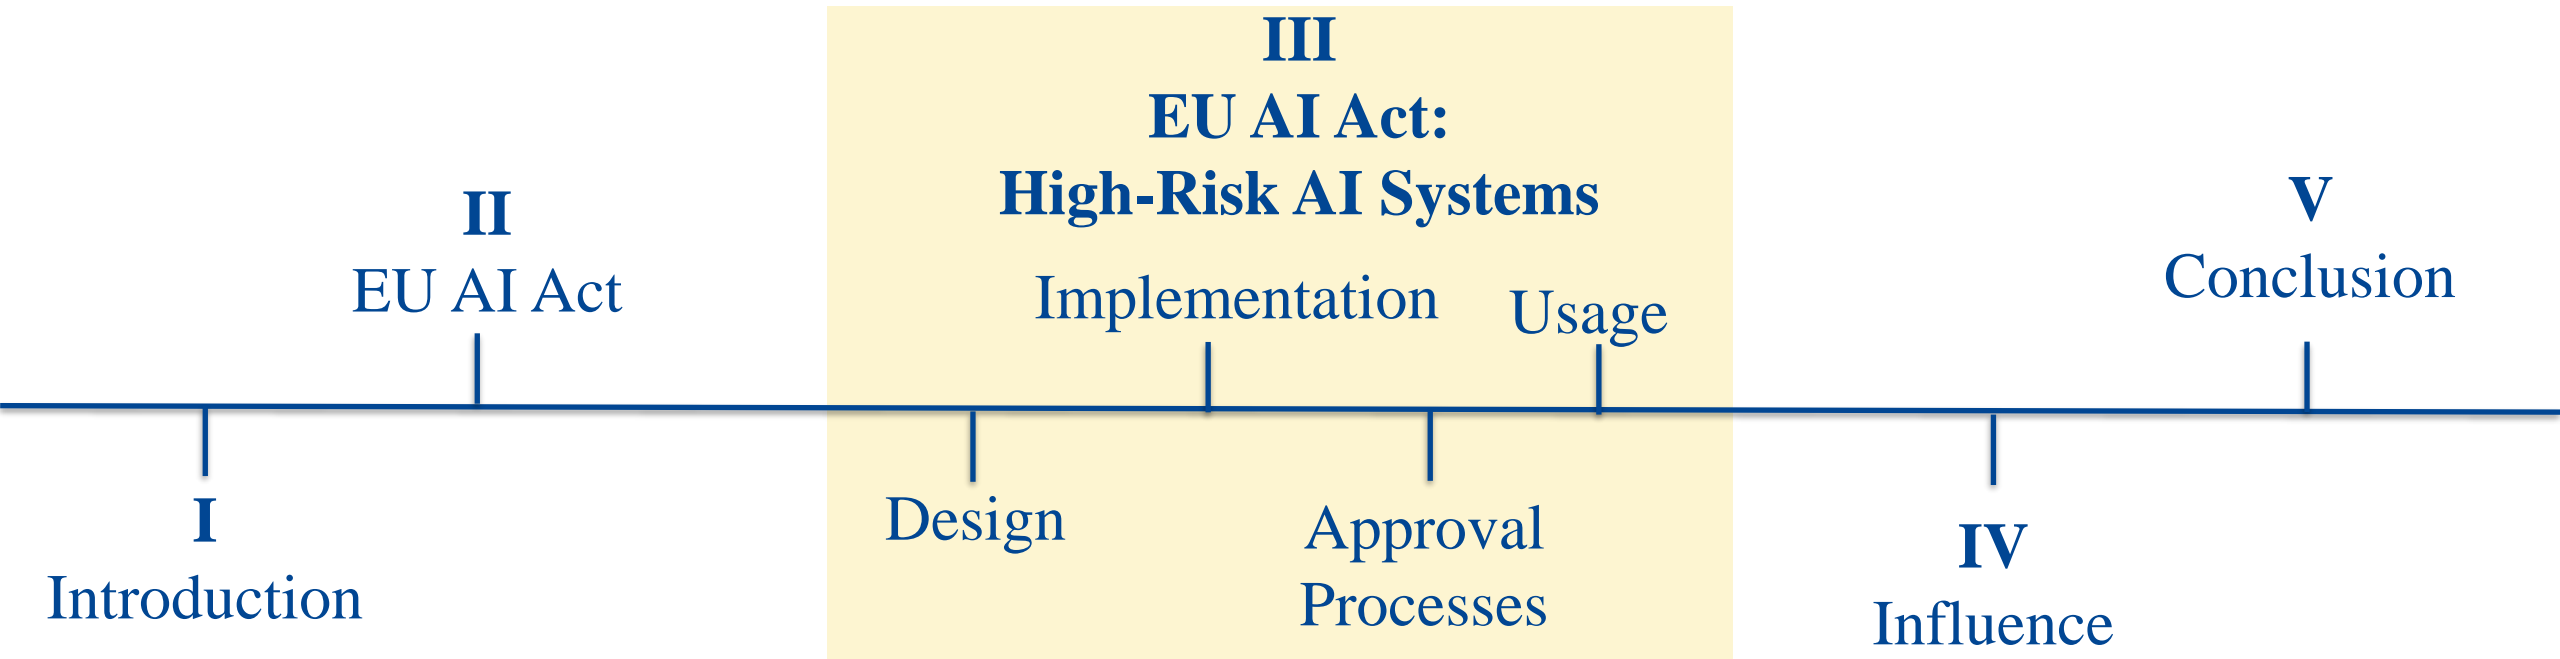 I
Introduction
II
EU AI Act
III
EU AI Act:
High-Risk AI Systems
Design
Implementation
Approval
Processes
Usage
IV
Influence
V
Conclusion